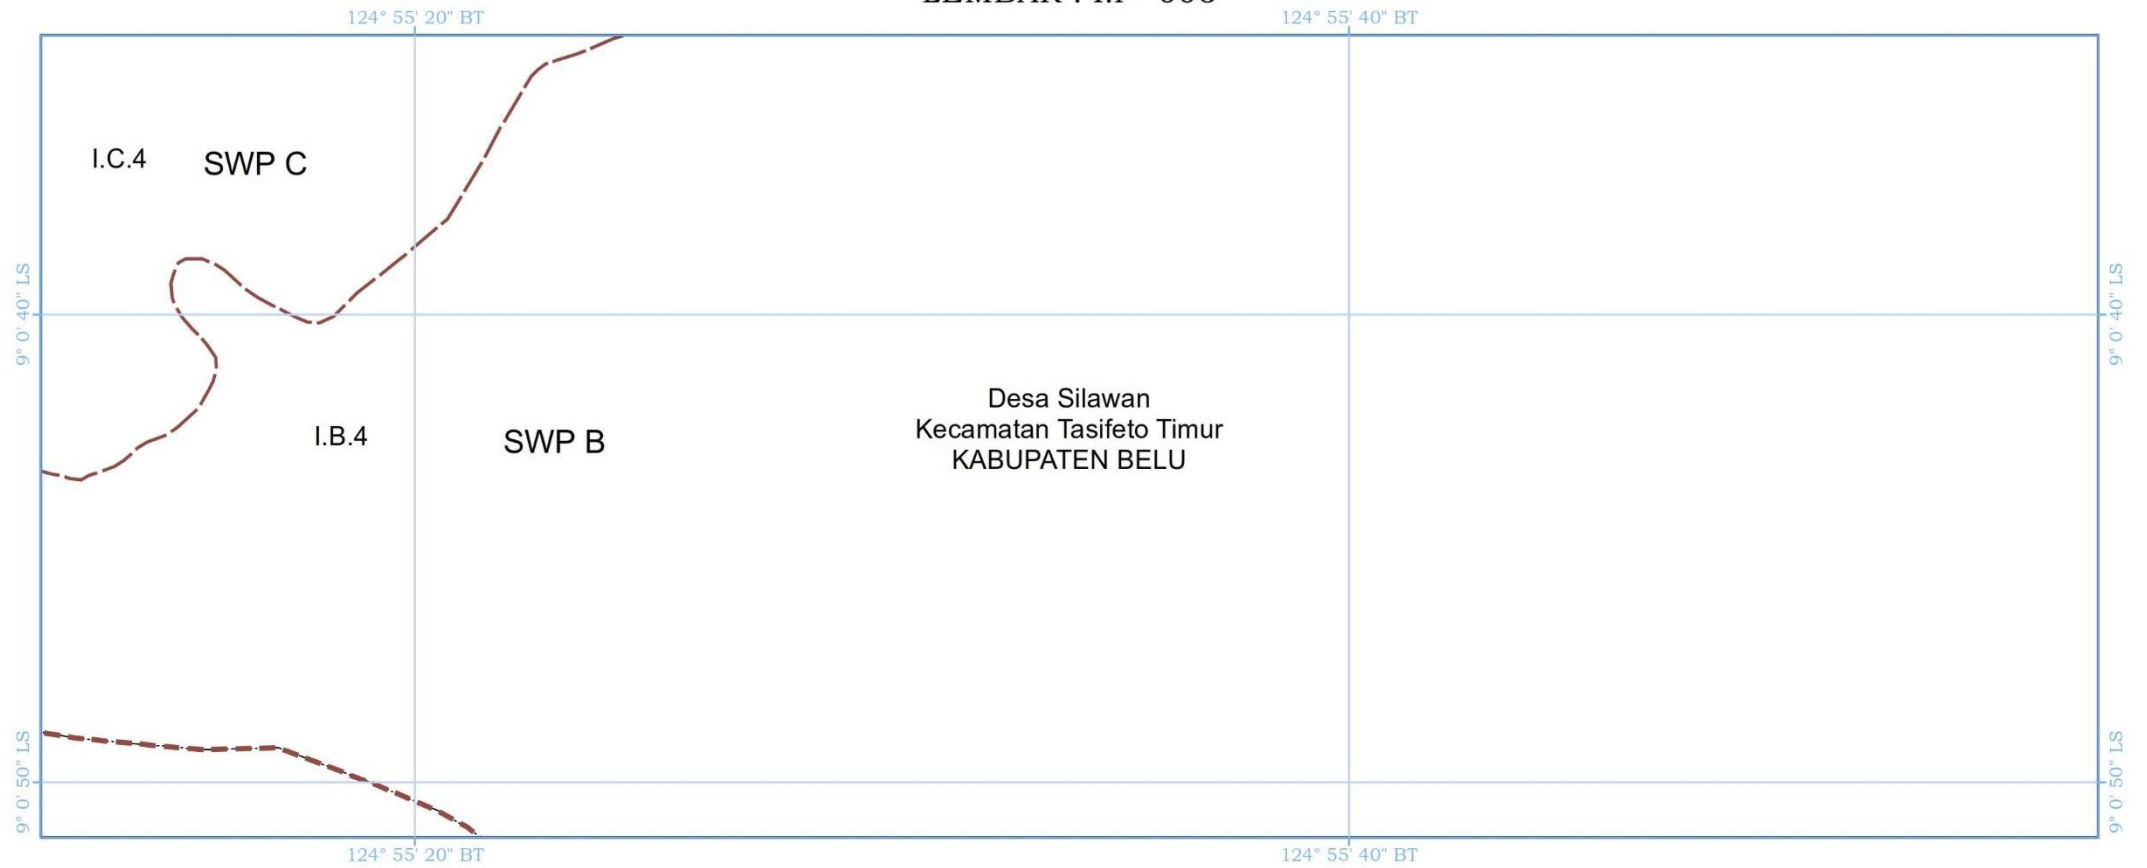 124° 55' 20" BT
124° 55' 40" BT
I.C.4
SWP C
9° 0' 40" LS
9° 0' 40" LS
Desa Silawan
Kecamatan Tasifeto Timur
KABUPATEN BELU
I.B.4
SWP B
9° 0' 50" LS
9° 0' 50" LS
124° 55' 20" BT
124° 55' 40" BT